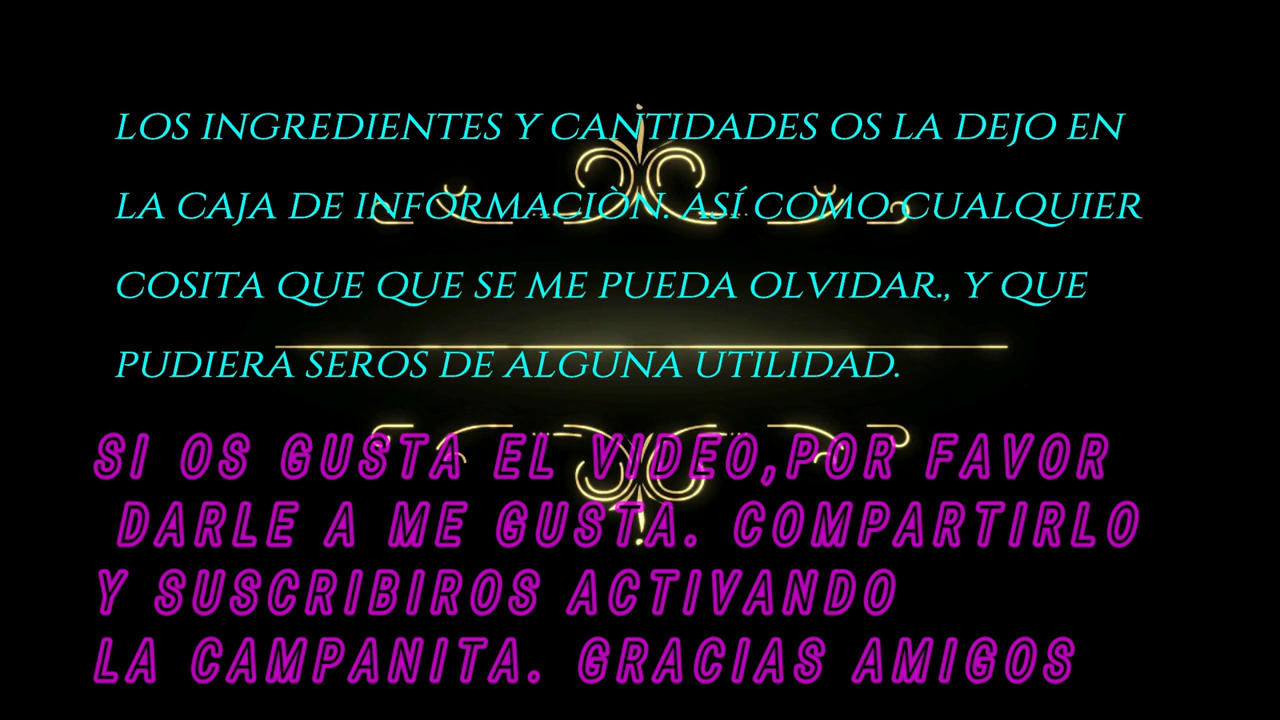 LOS INGREDIENTES Y CANTIDADES OS LA DEJO EN
LA CAJA DE INFORMACIÒN. ASÍ COMO CUALQUIER
COSITA QUE QUE SE ME PUEDA OLVIDAR., Y QUE
PUDIERA SEROS DE ALGUNA UTILIDAD.
SI OS GUSTA EL VIDEO,POR FAVOR
DARLE A ME GUSTA. COMPARTIRLO
Y SUSCRIBIROS ACTIVANDO
LA CAMPANITA. GRACIAS AMIGOS